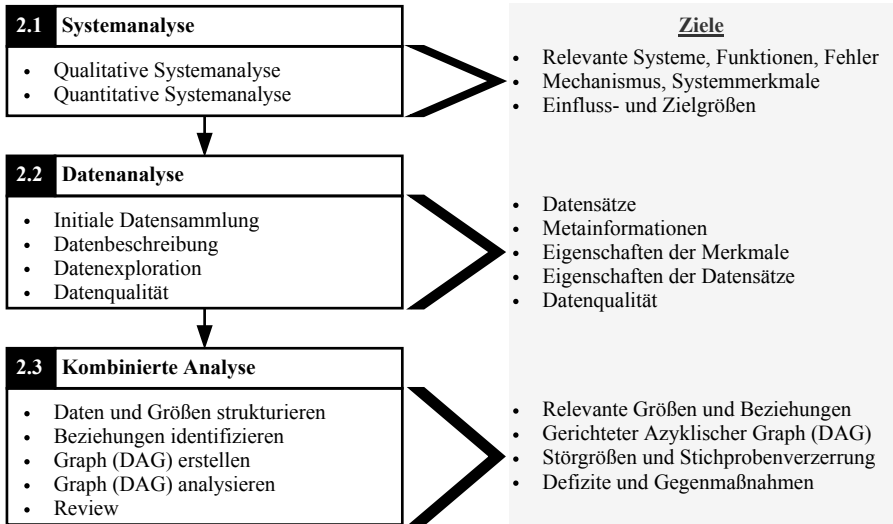 2.1 Systemanalyse
• Qualitative Systemanalyse
• Quantitative Systemanalyse
Ziele
• Relevante Systeme, Funktionen, Fehler
• Mechanismus, Systemmerkmale
• Einfluss- und Zielgrößen
2.2 Datenanalyse
• Initiale Datensammlung
• Datenbeschreibung
• Datenexploration
• Datenqualität
• Datensätze
• Metainformationen
• Eigenschaften der Merkmale
• Eigenschaften der Datensätze
• Datenqualität
2.3 Kombinierte Analyse
• Daten und Größen strukturieren
• Beziehungen identifizieren
• Graph (DAG) erstellen
• Graph (DAG) analysieren
• Review
• Relevante Größen und Beziehungen
• Gerichteter Azyklischer Graph (DAG)
• Störgrößen und Stichprobenverzerrung
• Defizite und Gegenmaßnahmen